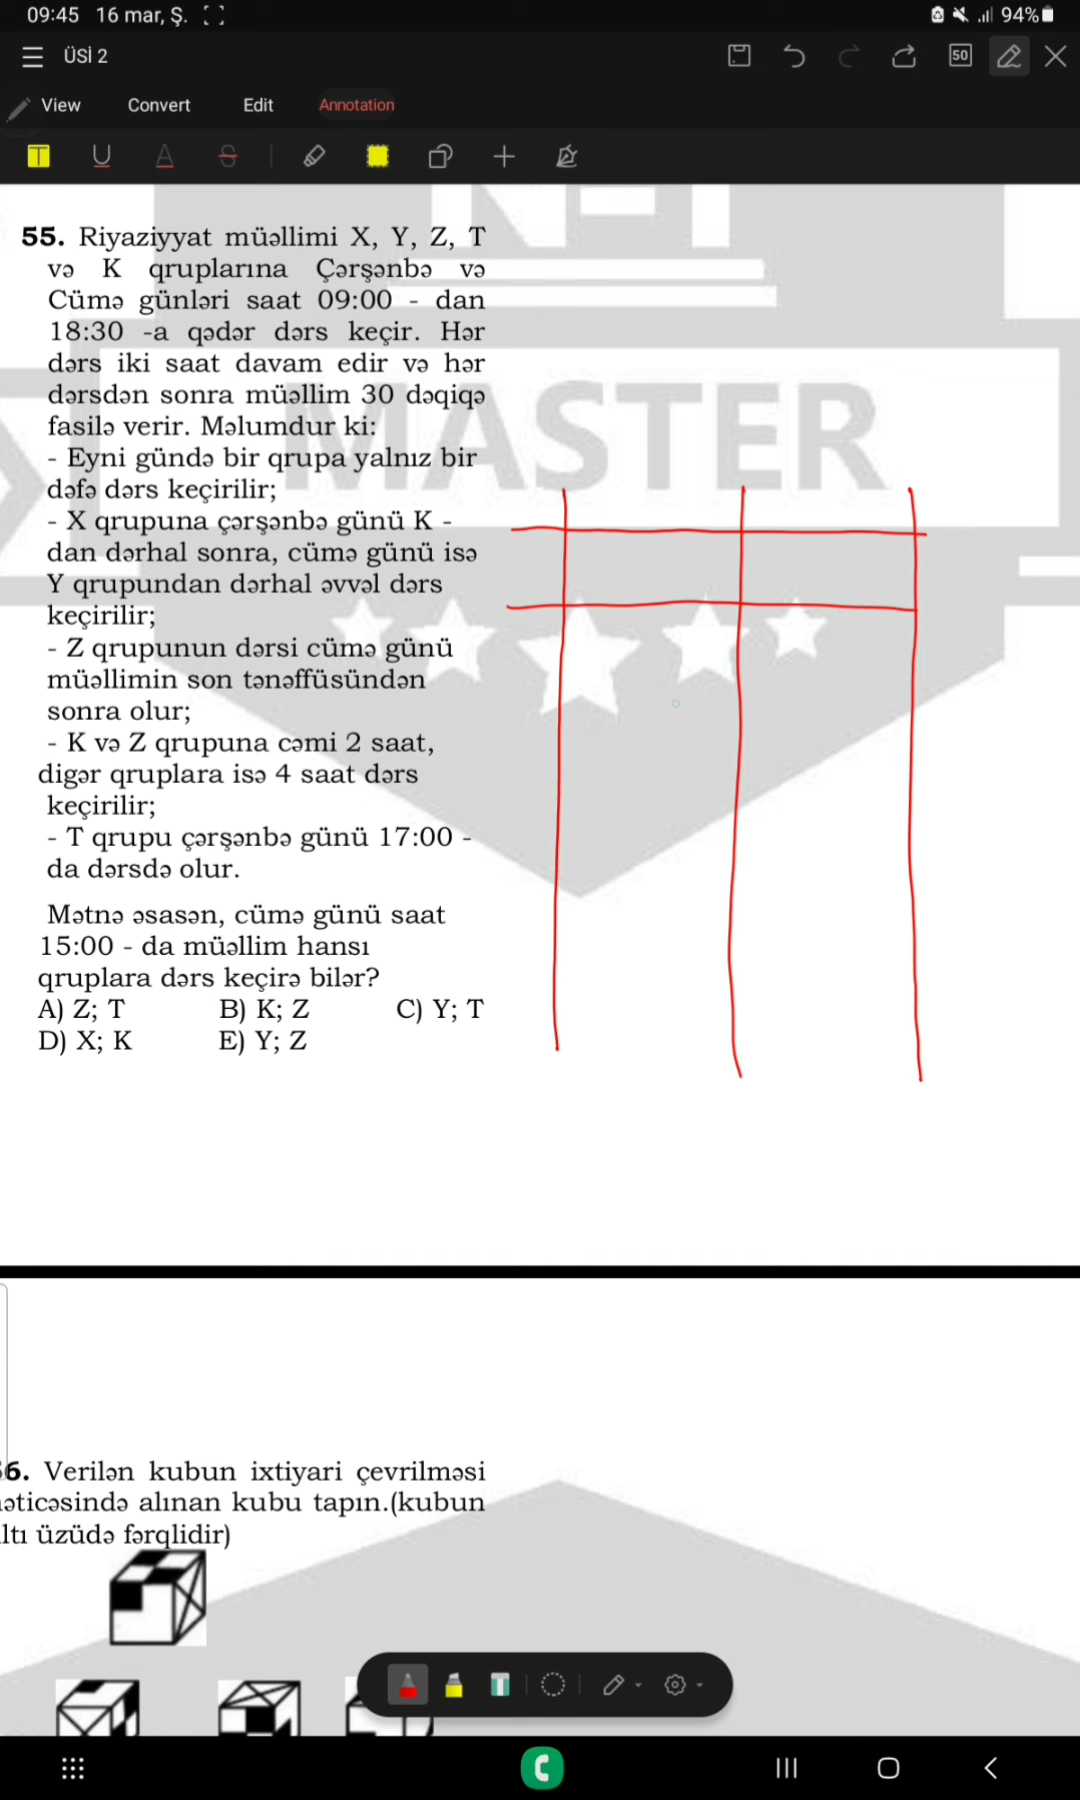 09:45 16 mar, Ş.
94%
ÜSİ 2
50
View Convert Edit Annotation
T U A S
MASTER
55. Riyaziyyat müəllimi X, Y, Z, T
və K qruplarına Çərşənbə və
Cümə günləri saat 09:00 - dan
18:30 -a qədər dərs keçir. Hər
dərs iki saat davam edir və hər
dərsdən sonra müəllim 30 dəqiqə
fasilə verir. Məlumdur ki:
- Eyni gündə bir qrupa yalnız bir
dəfə dərs keçirilir;
- X qrupuna çərşənbə günü K -
dan dərhal sonra, cümə günü isə
Y qrupundan dərhal əvvəl dərs
keçirilir;
- Z qrupunun dərsi cümə günü
müəllimin son tənəffüsündən
sonra olur;
- K və Z qrupuna cəmi 2 saat,
digər qruplara isə 4 saat dərs
keçirilir;
- T qrupu çərşənbə günü 17:00 -
da dərsdə olur.
Mətnə əsasən, cümə günü saat
15:00 - da müəllim hansı
qruplara dərs keçirə bilər?
A) Z; T B) K; Z C) Y; T
D) X; K E) Y; Z
6. Verilən kubun ixtiyari çevrilməsi
əticəsində alınan kubu tapın.(kubun
ltı üzüdə fərqlidir)